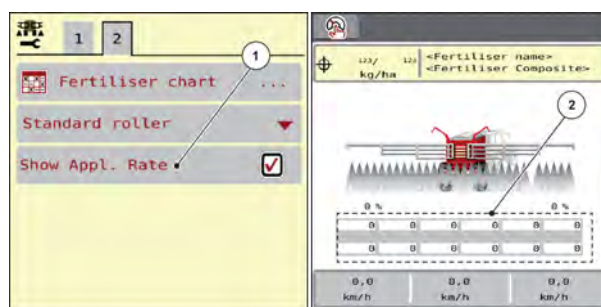 1 2
1
Fertiliser chart ...
Standard roller
Show Appl. Rate
123/ 123 <Fertiliser name>
kg/ha <Fertiliser Composite>
2
0 % 0 %
0 0 0 0 0 0
0 0 0 0 0 0
0,0 0,0 0,0
km/h km/h km/h